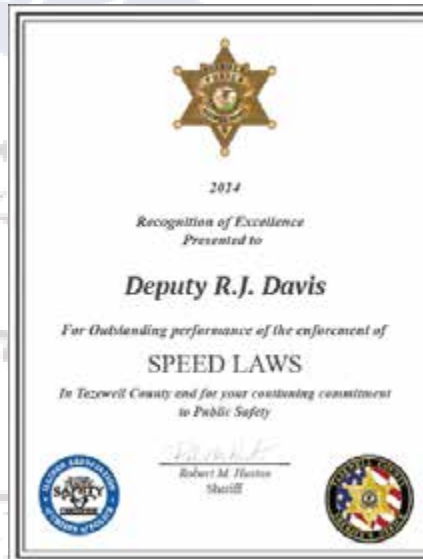 2014
Recognition of Excellence
Presented to
Deputy R.J. Davis
For Outstanding performance of the enforcement of
SPEED LAWS
In Tazewell County and for your continuing commitment
to Public Safety
Robert M. Huston
Sheriff
SAFETY